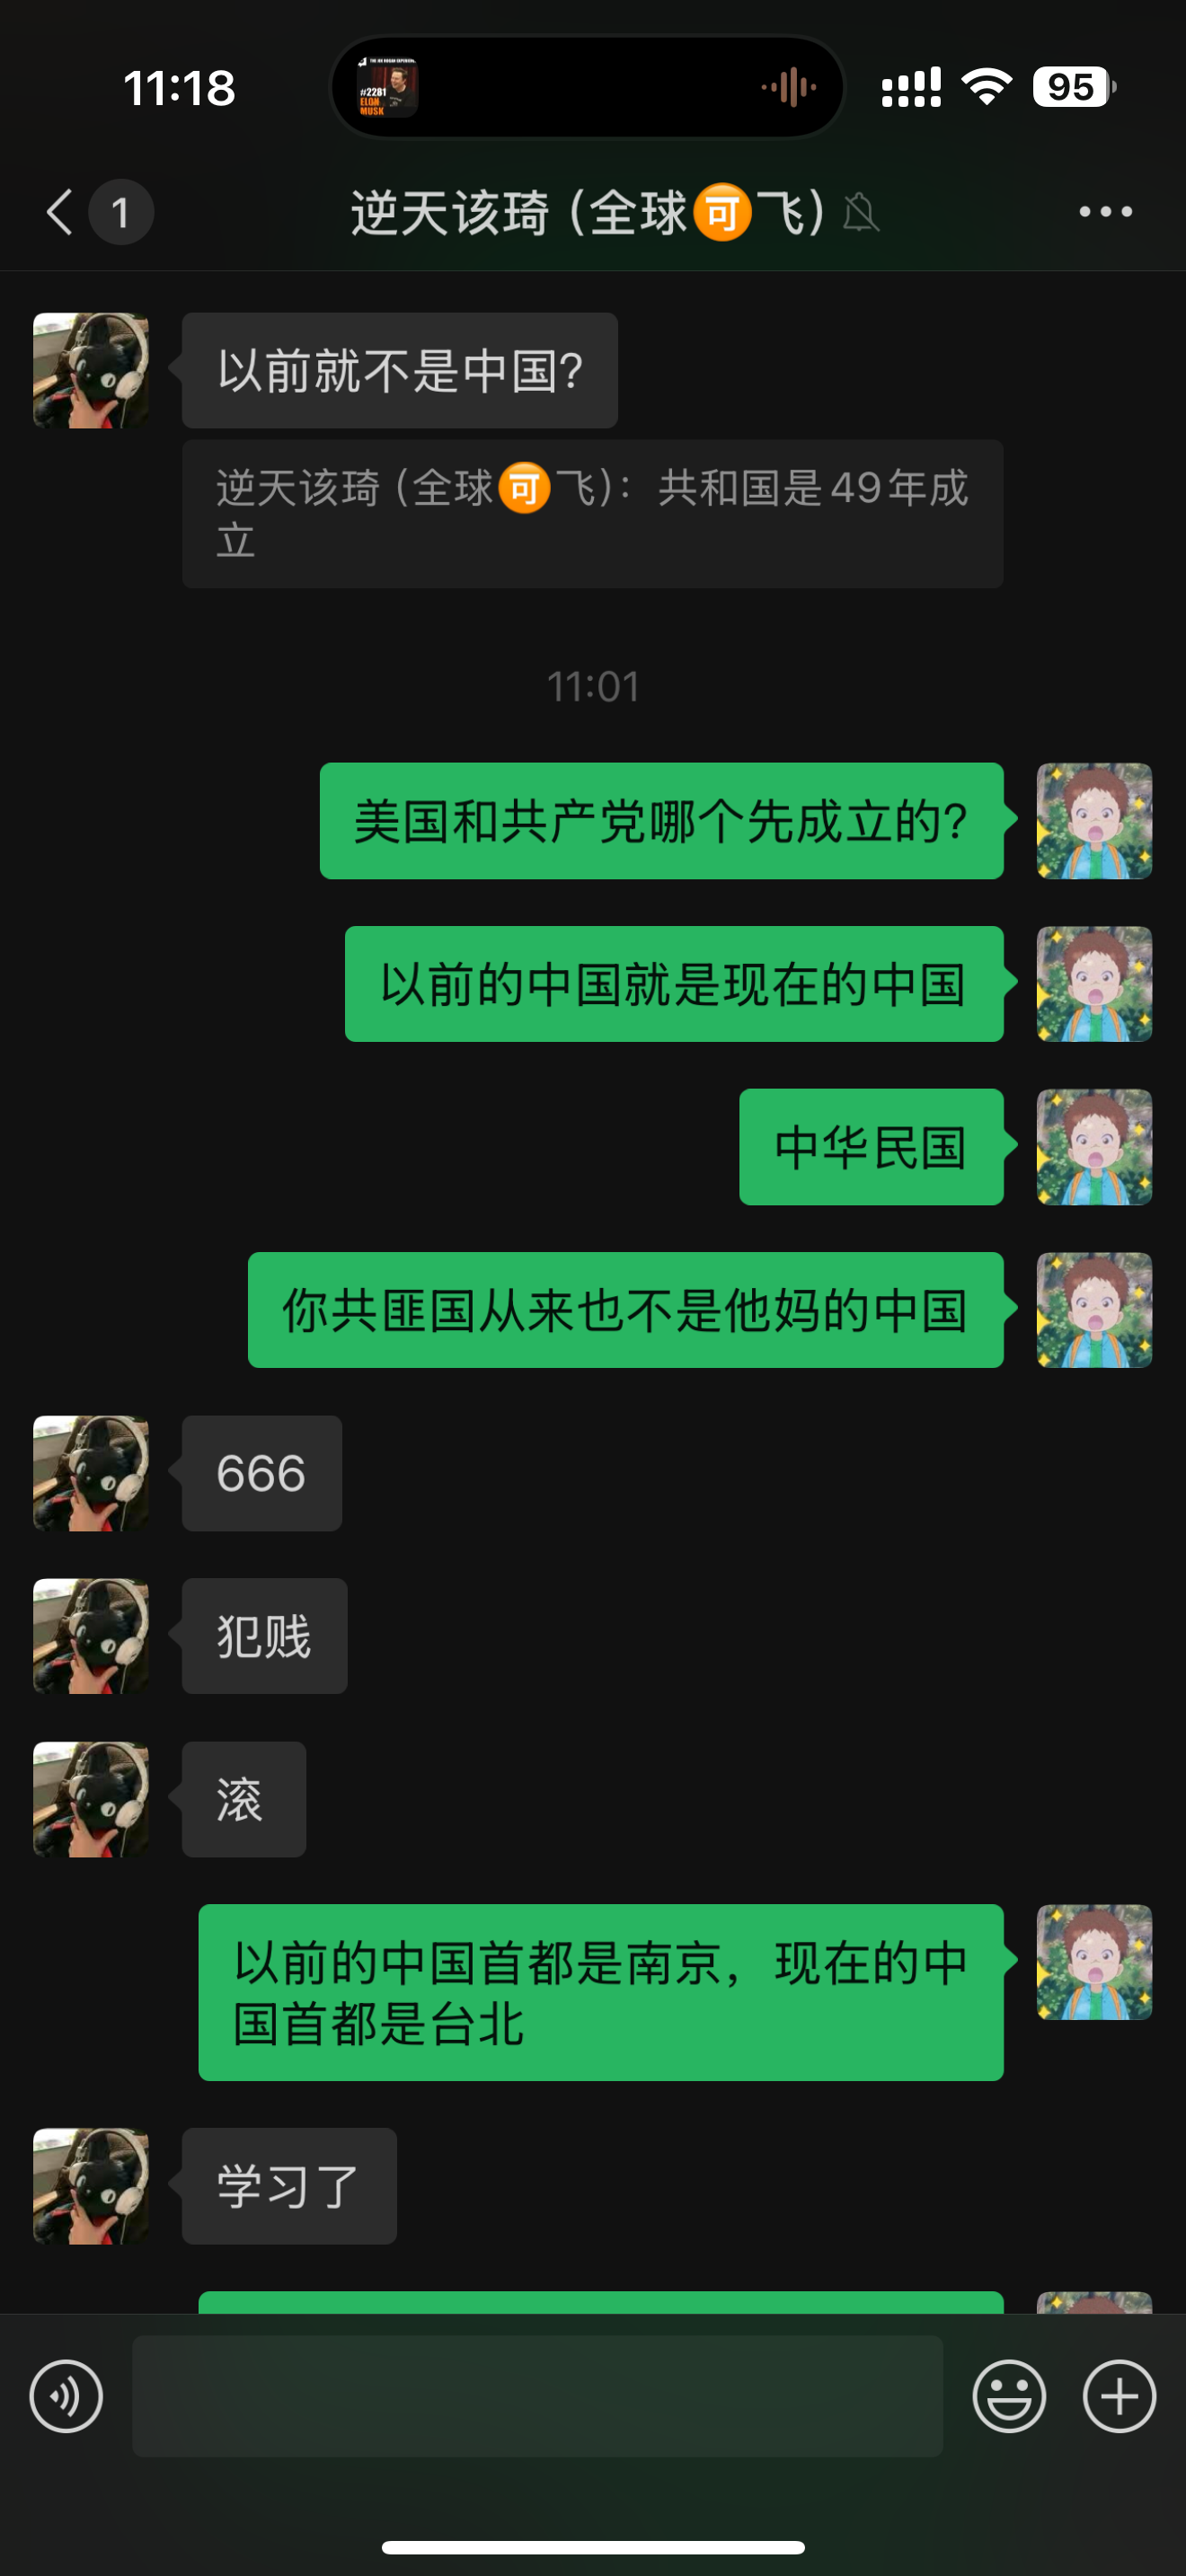 11:18
THE JOE ROGAN EXPERIENCE
#2281
ELON
MUSK
95
1
逆天该琦（全球🉑飞）
以前就不是中国？
逆天该琦（全球🉑飞）：共和国是49年成
立
11:01
美国和共产党哪个先成立的？
以前的中国就是现在的中国
中华民国
你共匪国从来也不是他妈的中国
666
犯贱
滚
以前的中国首都是南京，现在的中
国首都是台北
学习了